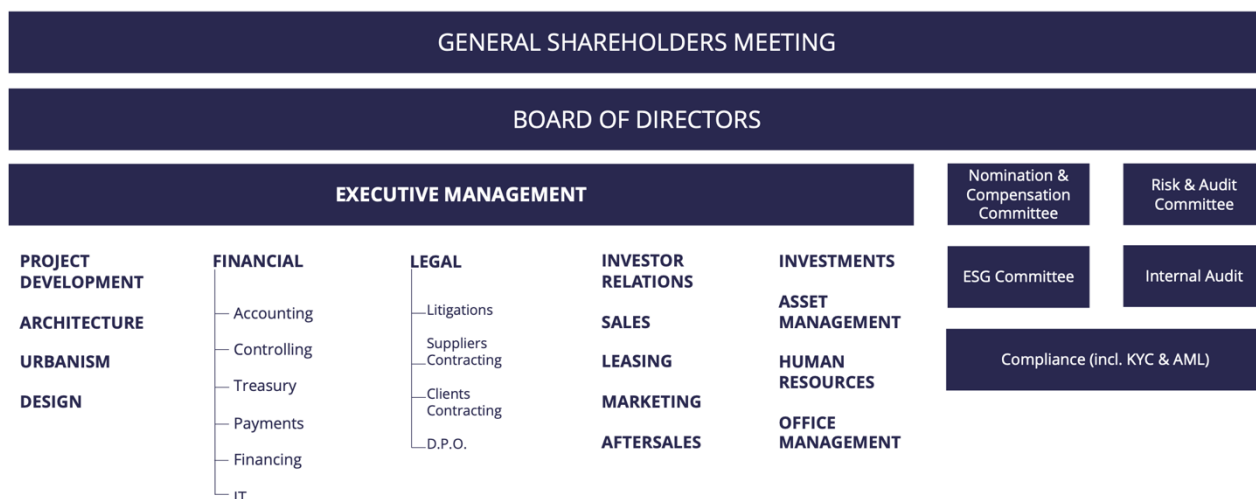 GENERAL SHAREHOLDERS MEETING
BOARD OF DIRECTORS
EXECUTIVE MANAGEMENT
Nomination &
Compensation
Committee
Risk & Audit
Committee
ESG Committee
Internal Audit
Compliance (incl. KYC & AML)
PROJECT
DEVELOPMENT
ARCHITECTURE
URBANISM
DESIGN
FINANCIAL
Accounting
Controlling
Treasury
Payments
Financing
IT
LEGAL
Litigations
Suppliers
Contracting
Clients
Contracting
D.P.O.
INVESTOR
RELATIONS
SALES
LEASING
MARKETING
AFTERSALES
INVESTMENTS
ASSET
MANAGEMENT
HUMAN
RESOURCES
OFFICE
MANAGEMENT